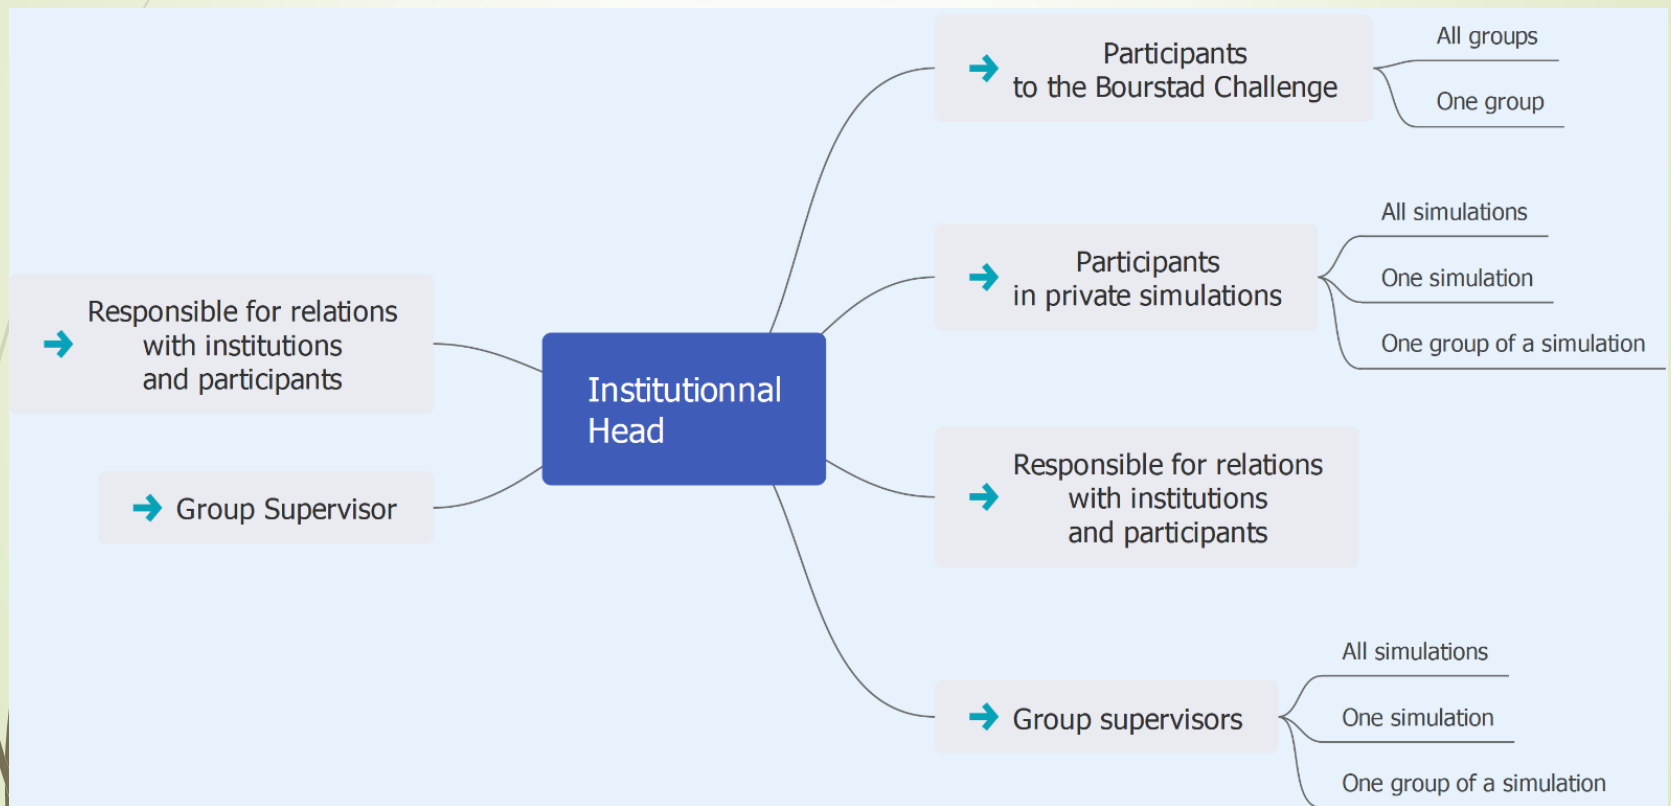 Responsible for relations
with institutions
and participants
Group Supervisor
Institutionnal
Head
Participants
to the Bourstad Challenge
All groups
One group
Participants
in private simulations
All simulations
One simulation
One group of a simulation
Responsible for relations
with institutions
and participants
Group supervisors
All simulations
One simulation
One group of a simulation